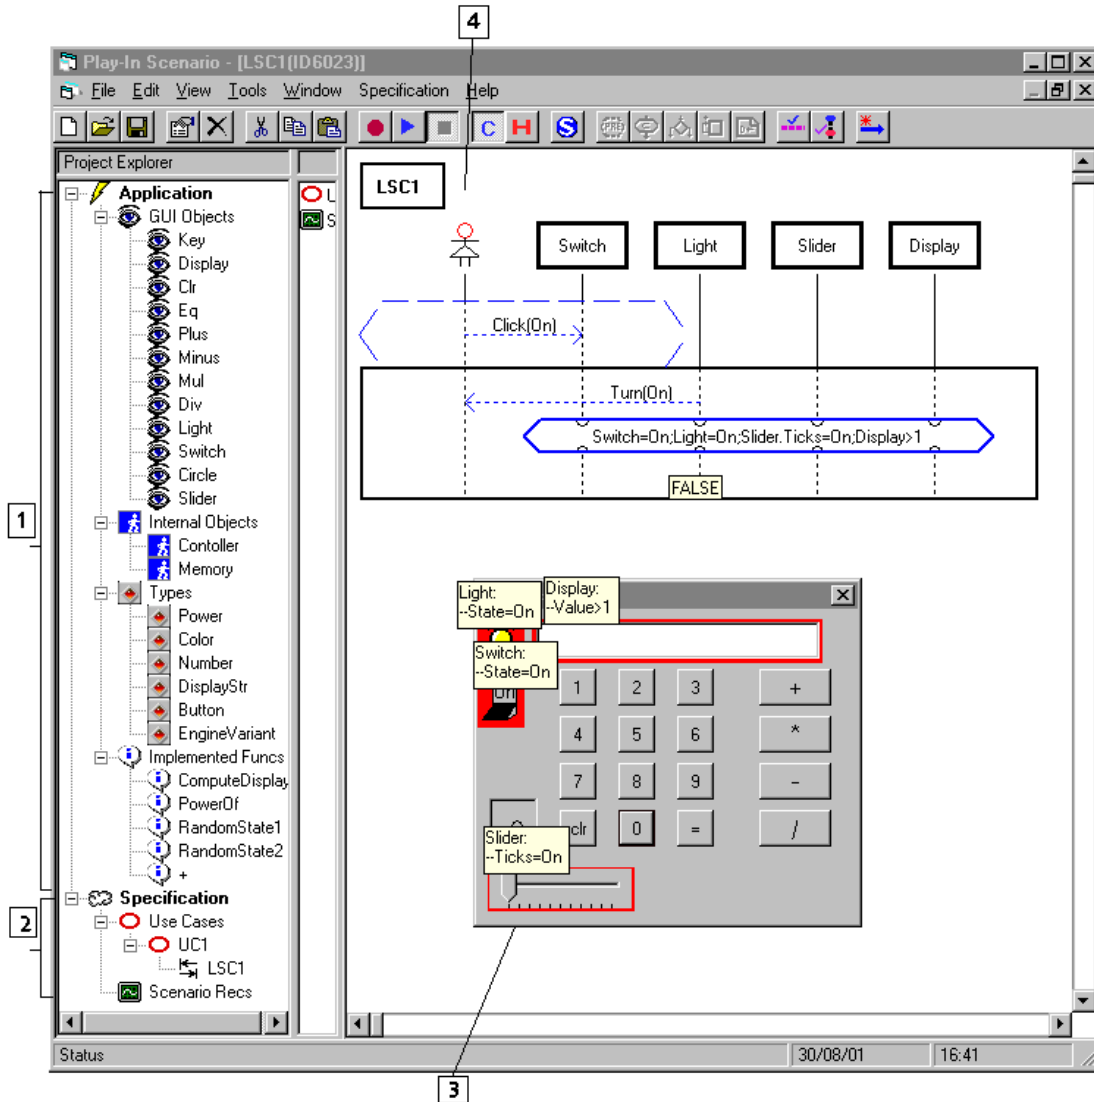 4
Play-In Scenario - [LSC1(ID6023)]
File Edit View Tools Window Specification Help
C H S
Project Explorer
Application
GUI Objects
Key
Display
Clr
Eq
Plus
Minus
Mul
Div
Light
Switch
Circle
Slider
Internal Objects
Contoller
Memory
Types
Power
Color
Number
DisplayStr
Button
EngineVariant
Implemented Funcs
ComputeDisplay
PowerOf
RandomState1
RandomState2
+
Specification
Use Cases
UC1
LSC1
Scenario Recs
1
2
U
S
LSC1
Switch Light Slider Display
Click(On)
Turn(On)
Switch=On;Light=On;Slider.Ticks=On;Display>1
FALSE
Light:
--State=On
Display:
--Value>1
Switch:
--State=On
On
1 2 3 +
4 5 6 *
7 8 9 -
clr 0 = /
Slider:
--Ticks=On
Status 30/08/01 16:41
3